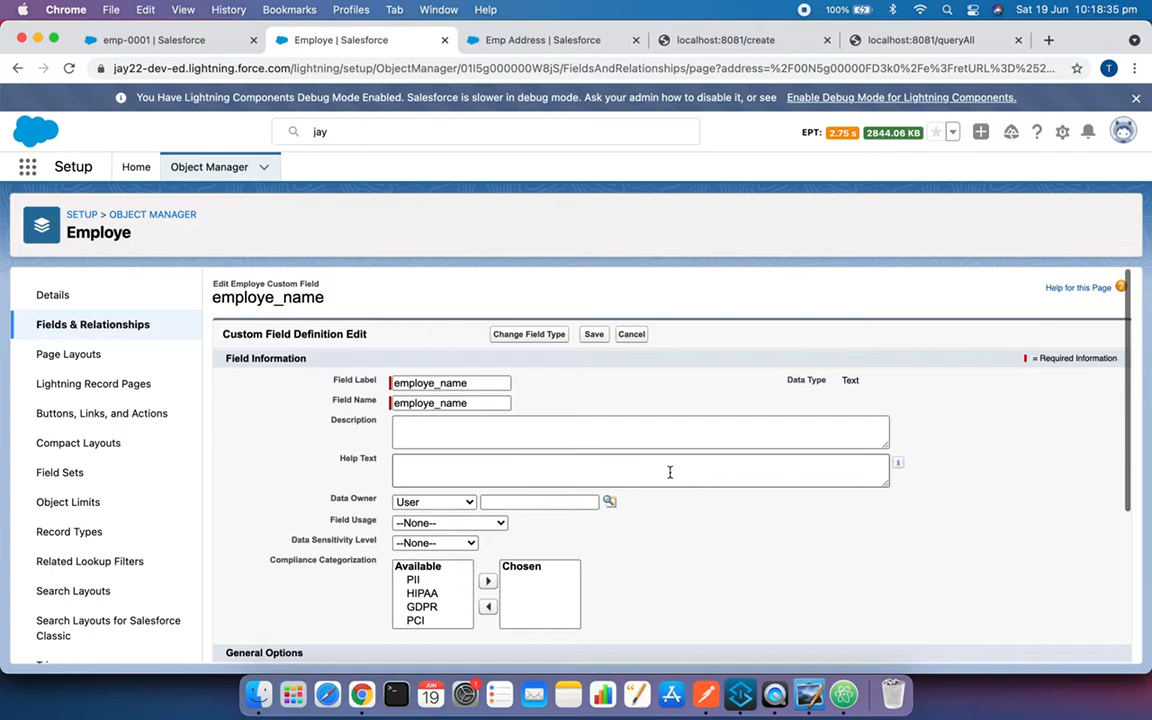 Chrome File Edit View History Bookmarks Profiles Tab Window Help 100% Sat 19 Jun 10:18:35 pm
emp-0001 | Salesforce Employe | Salesforce Emp Address | Salesforce localhost:8081/create localhost:8081/queryAll
jay22-dev-ed.lightning.force.com/lightning/setup/ObjectManager/01I5g000000W8jS/FieldsAndRelationships/page?address=%2F00N5g00000FD3k0%2Fe%3FretURL%3D%252... T
You Have Lightning Components Debug Mode Enabled. Salesforce is slower in debug mode. Ask your admin how to disable it, or see Enable Debug Mode for Lightning Components.
jay EPT: 2.75 s 2844.06 KB
Setup Home Object Manager
SETUP > OBJECT MANAGER
Employe
Details
Fields & Relationships
Page Layouts
Lightning Record Pages
Buttons, Links, and Actions
Compact Layouts
Field Sets
Object Limits
Record Types
Related Lookup Filters
Search Layouts
Search Layouts for Salesforce
Classic
Edit Employe Custom Field
employe_name
Help for this Page ?
Custom Field Definition Edit Change Field Type Save Cancel
Field Information = Required Information
Field Label employe_name Data Type Text
Field Name employe_name
Description
Help Text i
Data Owner User
Field Usage --None--
Data Sensitivity Level --None--
Compliance Categorization Available Chosen
PII
HIPAA
GDPR
PCI
General Options
JUN
19
1